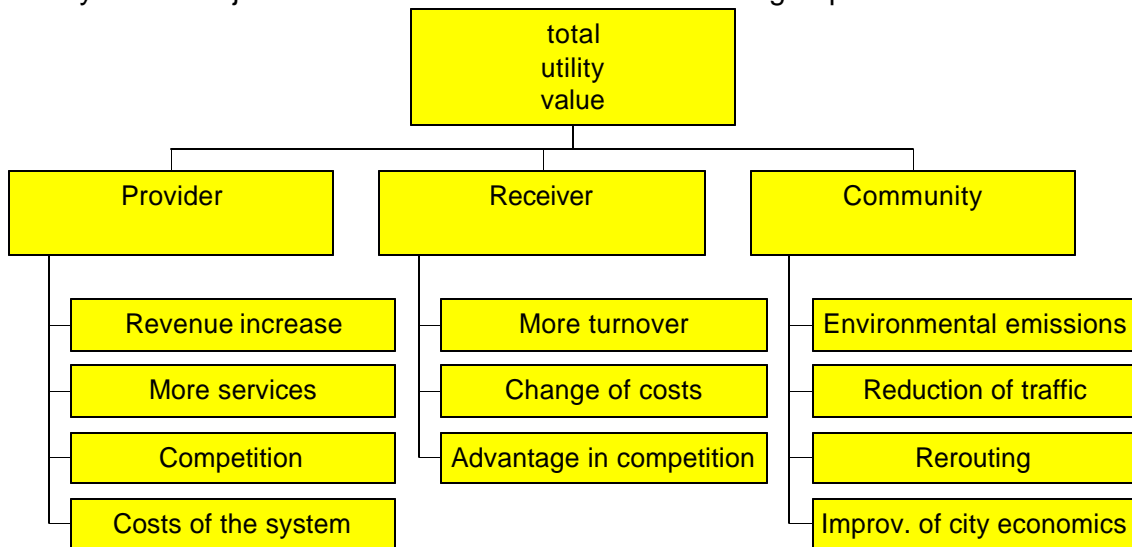 total
utility
value
Provider
Receiver
Community
Revenue increase
More turnover
Environmental emissions
More services
Change of costs
Reduction of traffic
Competition
Advantage in competition
Rerouting
Costs of the system
Improv. of city economics